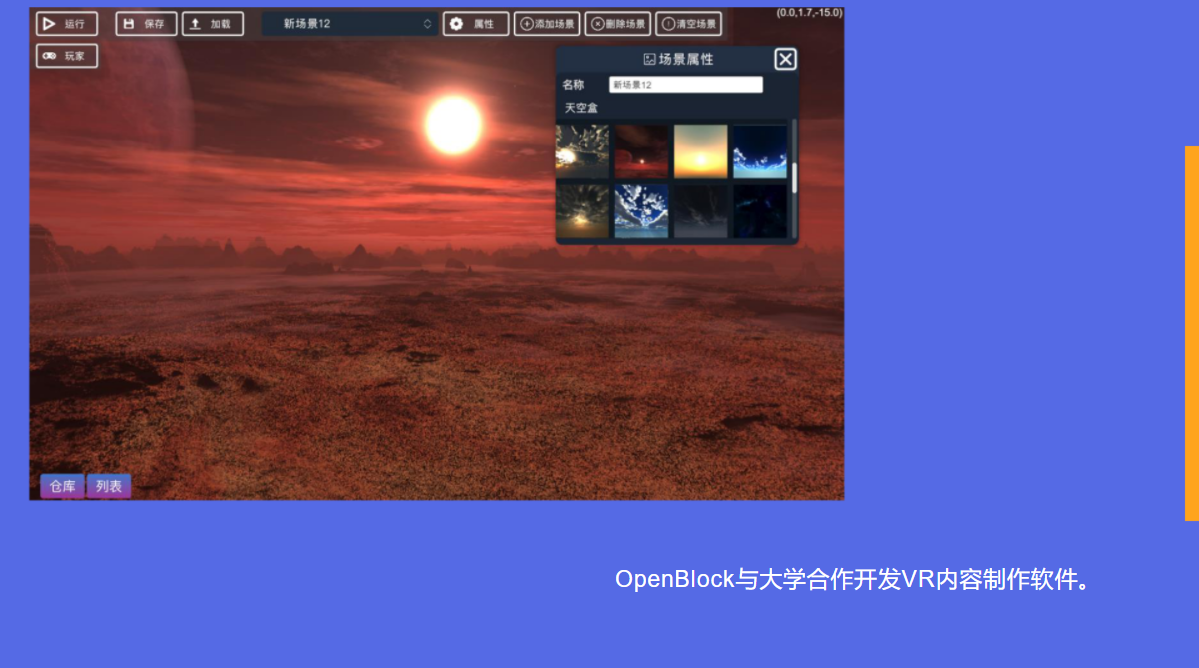 运行
保存
加载
新场景12
属性
添加场景
删除场景
清空场景
(0.0,1.7,-15.0)
玩家
场景属性
名称
新场景12
天空盒
仓库
列表
OpenBlock与大学合作开发VR内容制作软件。